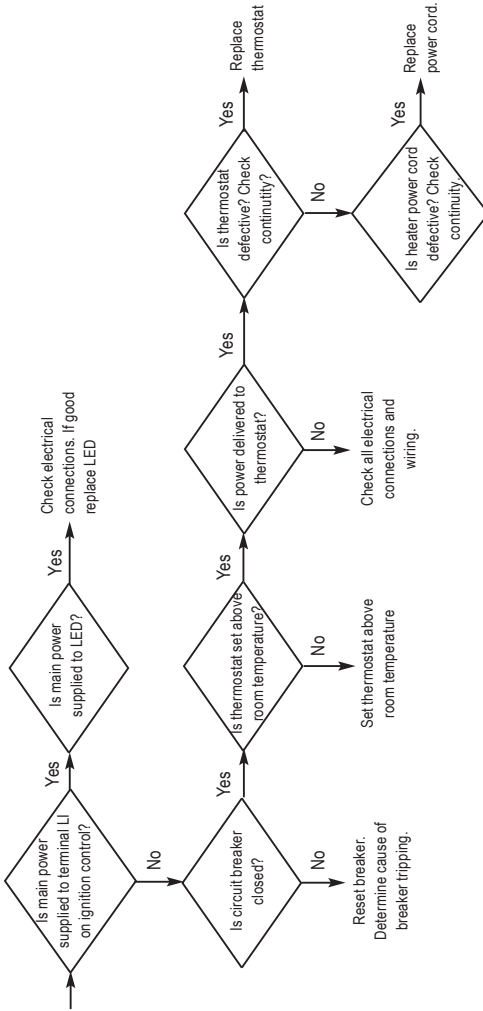 Is main power
supplied to terminal LI
on ignition control?
Yes
Is main power
supplied to LED?
Yes
Check electrical
connections. If good
replace LED
No
Is circuit breaker
closed?
No
Reset breaker.
Determine cause of
breaker tripping.
Yes
Is thermostat set above
room temperature?
No
Set thermostat above
room temperature
Yes
Is power delivered to
thermostat?
No
Check all electrical
connections and
wiring.
Yes
Is thermostat
defective? Check
continutity?
Yes
Replace
thermostat
No
Is heater power cord
defective? Check
continuity.
Yes
Replace
power cord.